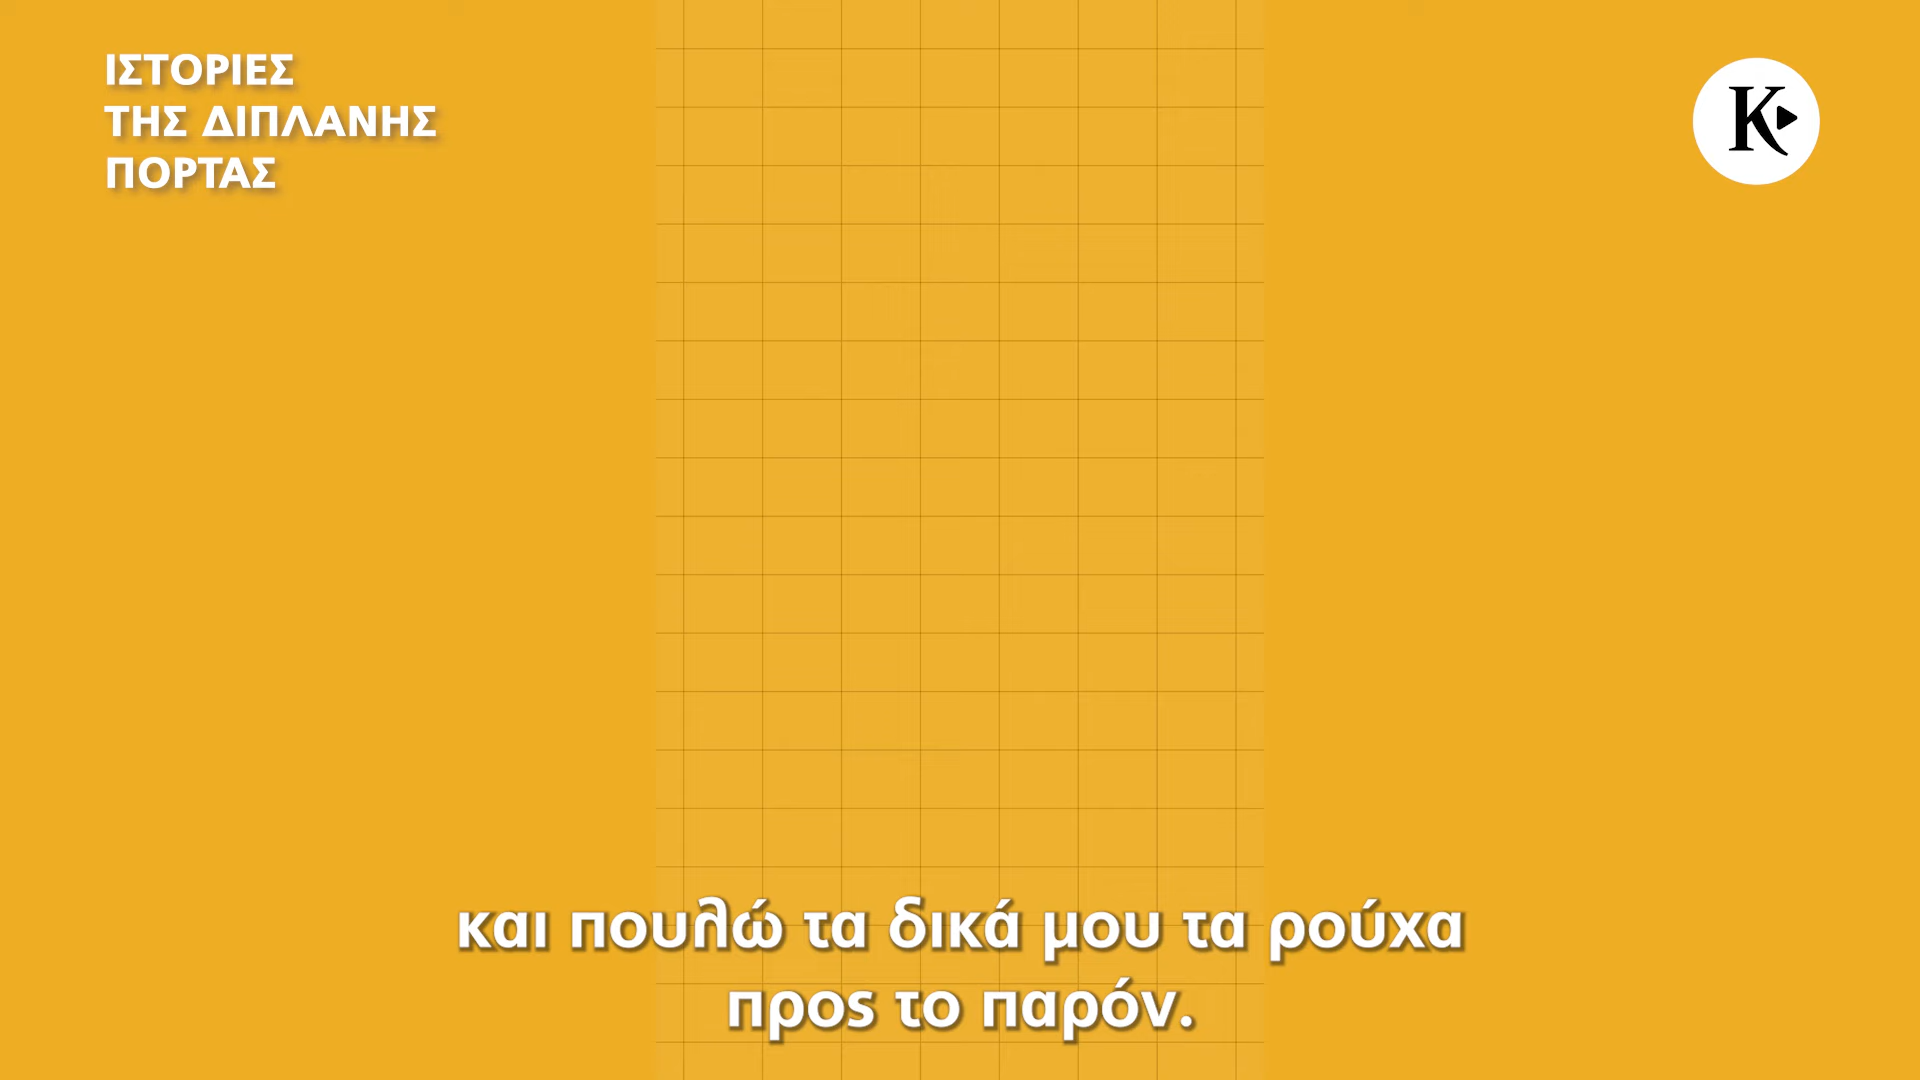 ΙΣΤΟΡΙΕΣ
ΤΗΣ ΔΙΠΛΑΝΗΣ
ΠΟΡΤΑΣ
K
και πουλώ τα δικά μου τα ρούχα
προς το παρόν.